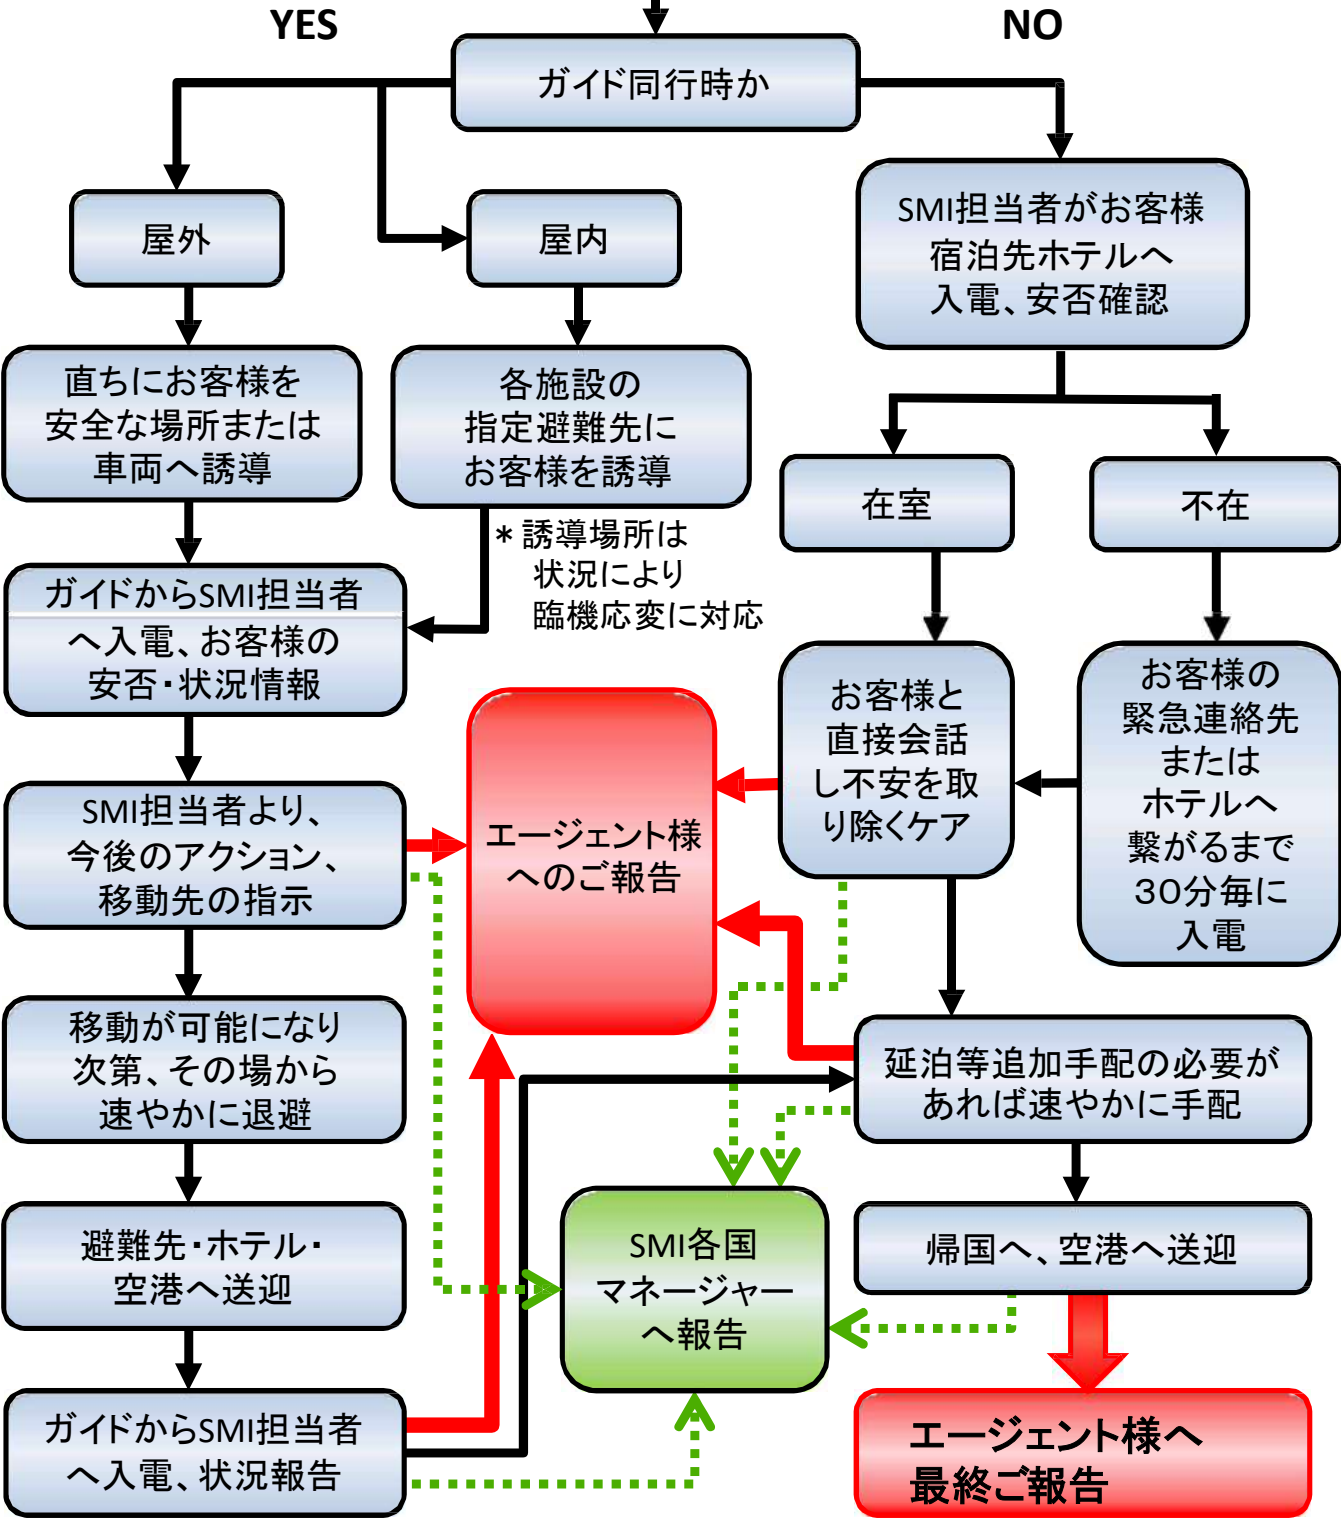 YES
NO
ガイド同行時か
屋外
屋内
SMI担当者がお客様
宿泊先ホテルへ
入電、安否確認
直ちにお客様を
安全な場所または
車両へ誘導
各施設の
指定避難先に
お客様を誘導
*誘導場所は
状況により
臨機応変に対応
在室
不在
ガイドからSMI担当者
へ入電、お客様の
安否・状況情報
お客様と
直接会話
し不安を取
り除くケア
お客様の
緊急連絡先
または
ホテルへ
繋がるまで
30分毎に
入電
SMI担当者より、
今後のアクション、
移動先の指示
エージェント様
へのご報告
移動が可能になり
次第、その場から
速やかに退避
延泊等追加手配の必要が
あれば速やかに手配
避難先・ホテル・
空港へ送迎
SMI各国
マネージャー
へ報告
帰国へ、空港へ送迎
ガイドからSMI担当者
へ入電、状況報告
エージェント様へ
最終ご報告